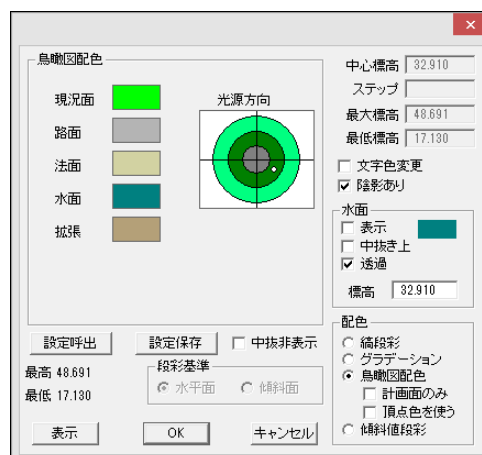 鳥瞰図配色
現況面
路面
法面
水面
拡張
光源方向
中心標高 32.910
ステップ
最大標高 48.691
最低標高 17.130
文字色変更
陰影あり
水面
表示
中抜き上
透過
標高 32.910
設定呼出
設定保存
中抜非表示
最高 48.691
最低 17.130
段彩基準
水平面
傾斜面
配色
縞段彩
グラデーション
鳥瞰図配色
計画面のみ
頂点色を使う
傾斜値段彩
表示
OK
キャンセル